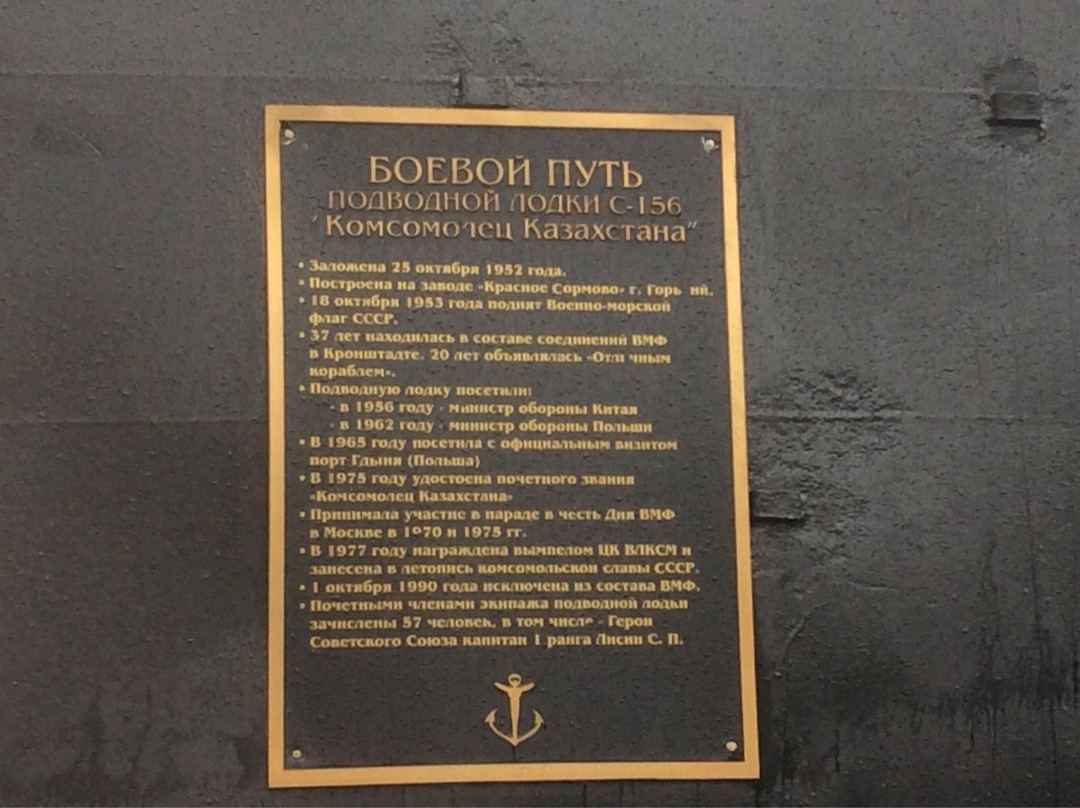 БОЕВОЙ ПУТЬ
ПОДВОДНОЙ ЛОДКИ С-156
"Комсомолец Казахстана"
• Заложена 25 октября 1952 года.
• Построена на заводе «Красное Сормово» г. Горький.
• 18 октября 1953 года поднят Военно-морской
флаг СССР.
• 37 лет находилась в составе соединений ВМФ
в Кронштадте. 20 лет объявлялась «Отличным
кораблем».
• Подводную лодку посетили:
- в 1956 году - министр обороны Китая
- в 1962 году - министр обороны Польши
• В 1965 году посетила с официальным визитом
порт Гдыня (Польша)
• В 1975 году удостоена почетного звания
«Комсомолец Казахстана»
• Принимала участие в параде в честь Дня ВМФ
в Москве в 1970 и 1975 гг.
• В 1977 году награждена вымпелом ЦК ВЛКСМ и
занесена в летопись комсомольской славы СССР.
• 1 октября 1990 года исключена из состава ВМФ.
• Почетными членами экипажа подводной лодки
зачислены 57 человек, в том числе - Герой
Советского Союза капитан 1 ранга Лисин С. П.